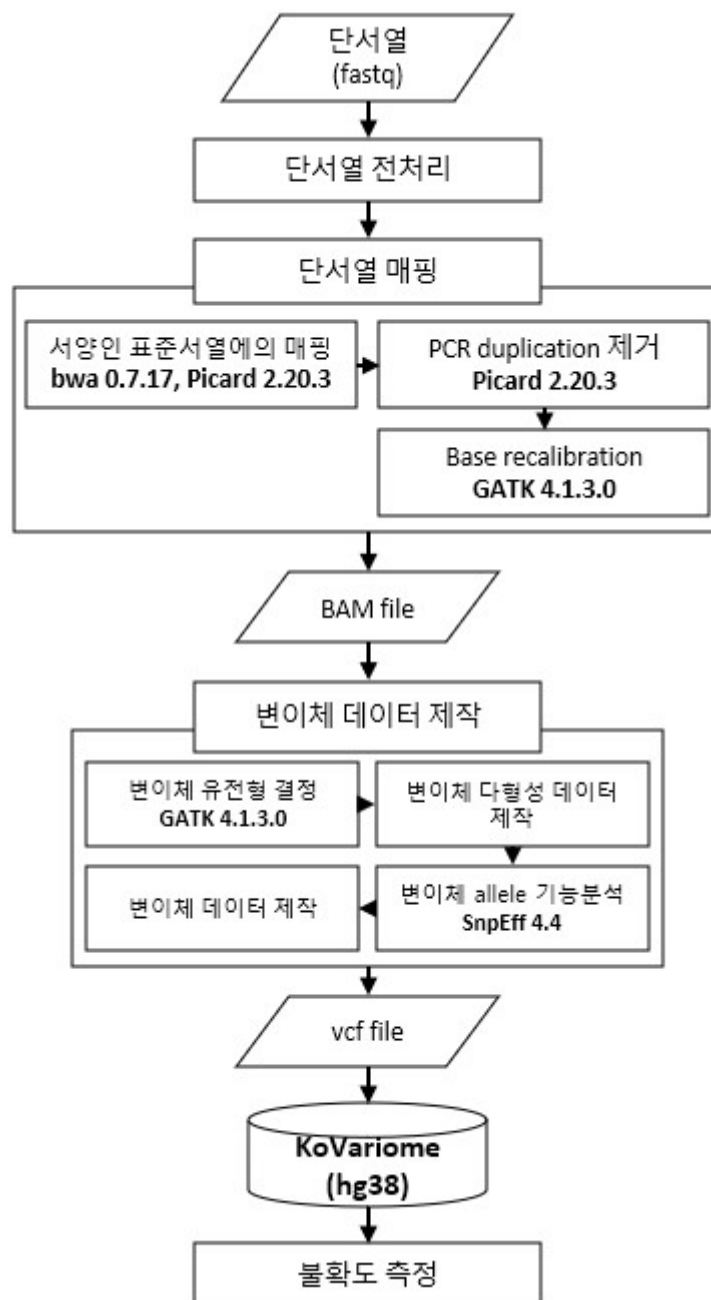 단서열
(fastq)
단서열 전처리
단서열 매핑
서양인 표준서열에의 매핑
bwa 0.7.17, Picard 2.20.3
PCR duplication 제거
Picard 2.20.3
Base recalibration
GATK 4.1.3.0
BAM file
변이체 데이터 제작
변이체 유전형 결정
GATK 4.1.3.0
변이체 다형성 데이터
제작
변이체 allele 기능분석
SnpEff 4.4
변이체 데이터 제작
vcf file
KoVariome
(hg38)
불확도 측정